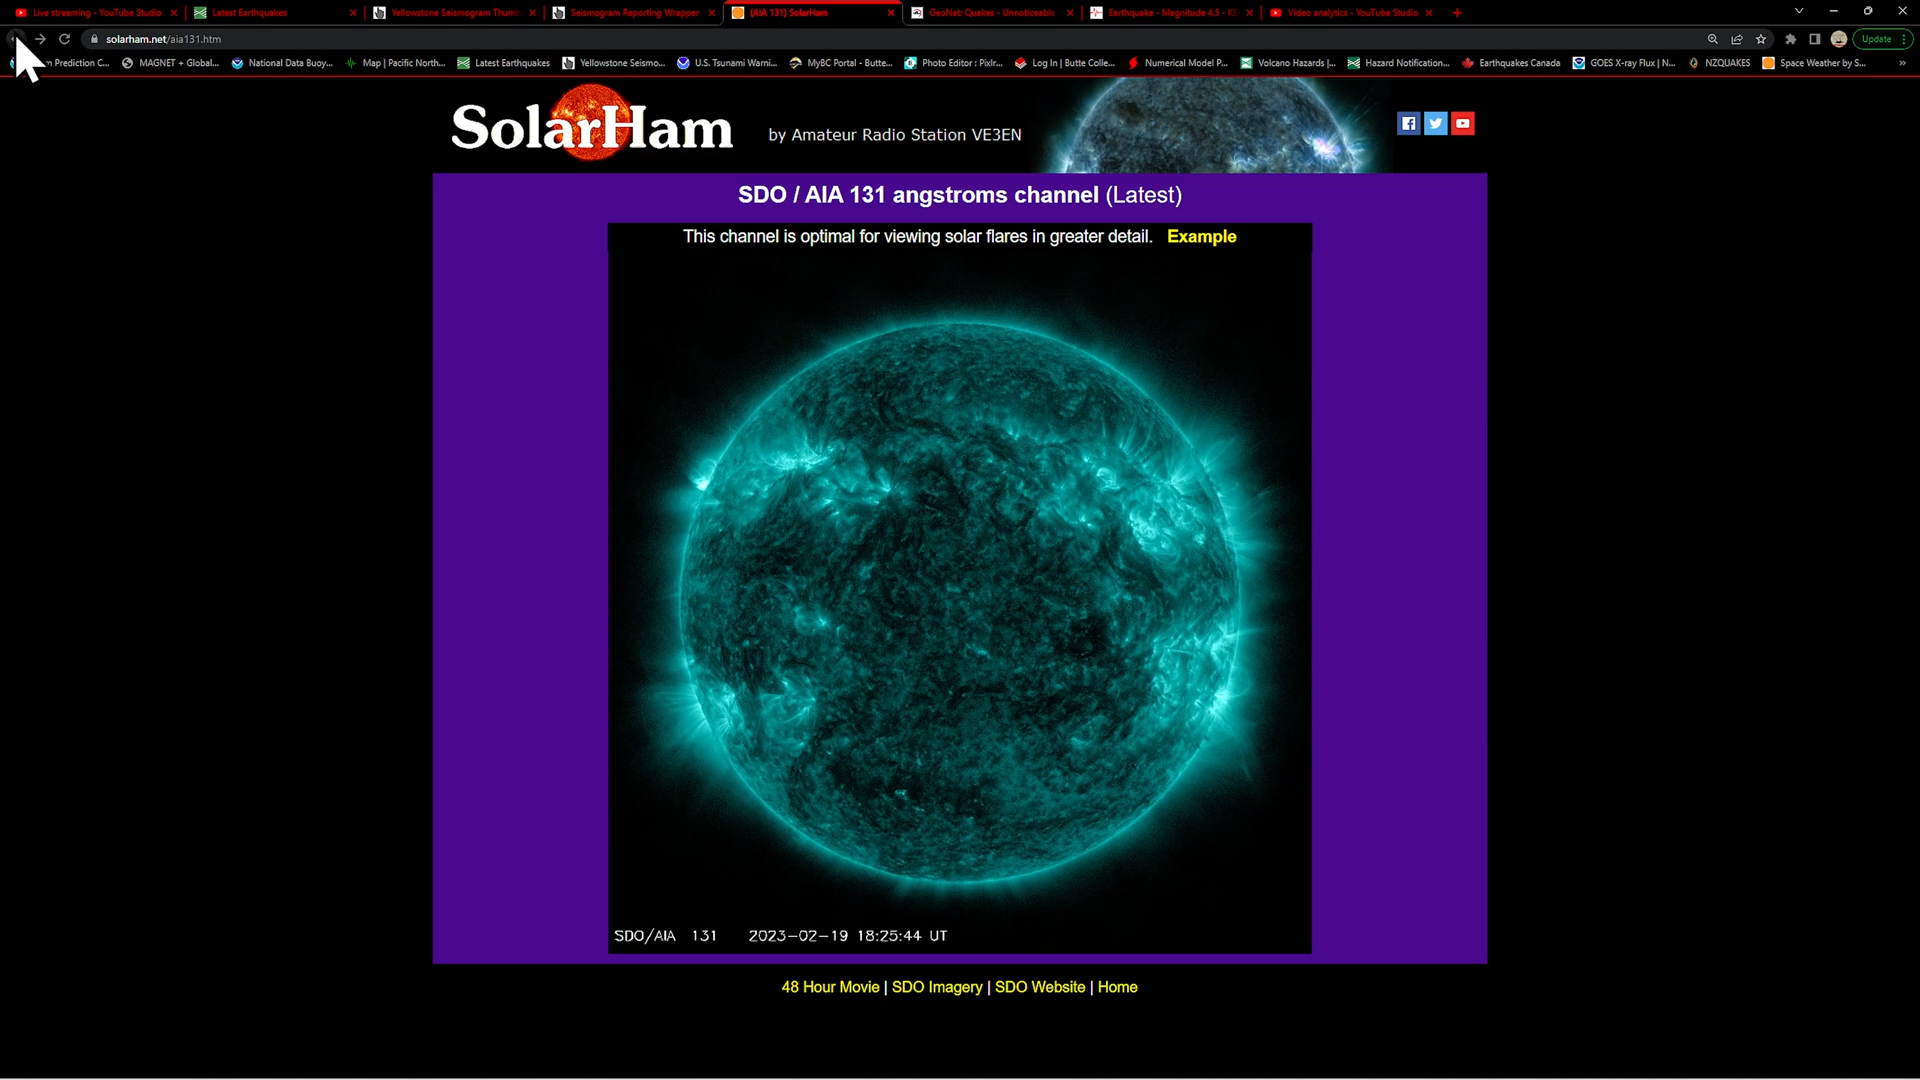 Live streaming - YouTube Studio
Latest Earthquakes
Yellowstone Seismogram Thum
Seismogram Reporting Wrapper
(AIA 131) SolarHam
GeoNet: Quakes - Unnoticeable
Earthquake - Magnitude 4.5 - K
Video analytics - YouTube Studio
solarham.net/aia131.htm
Update
m Prediction C...
MAGNET + Global...
National Data Buoy...
Map | Pacific North...
Latest Earthquakes
Yellowstone Seismo...
U.S. Tsunami Warni...
MyBC Portal - Butte...
Photo Editor : Pixlr...
Log In | Butte Colle...
Numerical Model P...
Volcano Hazards |...
Hazard Notification...
Earthquakes Canada
GOES X-ray Flux | N...
NZQUAKES
Space Weather by S...
SolarHam
by Amateur Radio Station VE3EN
SDO / AIA 131 angstroms channel (Latest)
This channel is optimal for viewing solar flares in greater detail. Example
SDO/AIA 131 2023-02-19 18:25:44 UT
48 Hour Movie | SDO Imagery | SDO Website | Home